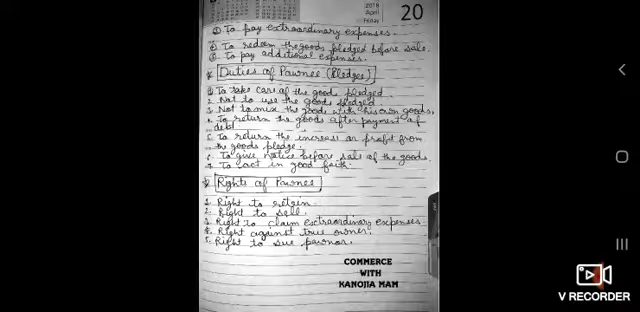 2018
April
Friday
20
① To pay extraordinary expenses.
② To redeem the goods pledged before sale.
③ To pay additional expenses.
Duties of Pawnee (Pledgee)
① To take care of the good pledged
2. Not to use the goods pledged
3. Not to mix the goods with his own goods.
4. To return the goods after payment of
debt
5. To return the increase or profit from
the goods pledge.
6. To give notice before sale of the goods
7. To act in good faith.
Rights of Pawnee
1. Right to retain
2. Right to sell.
3. Right to claim extraordinary expenses
4. Right against true owner.
5. Right to sue pawnor.
COMMERCE
WITH
KANOJIA MAM
V RECORDER